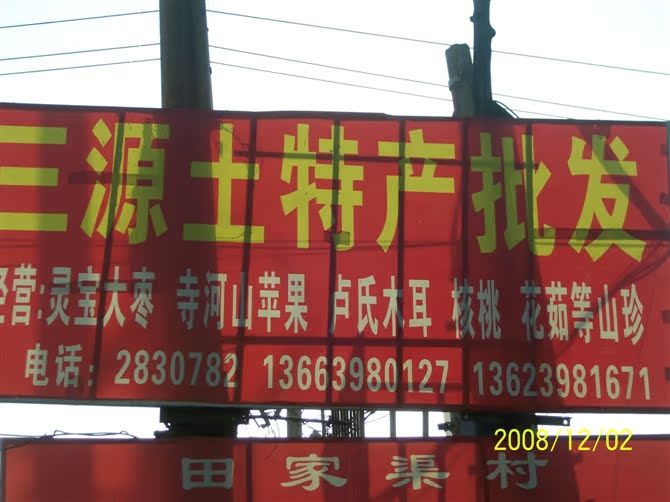 三源土特产批发
经营:灵宝大枣 寺河山苹果 卢氏木耳 核桃 花茹等山珍
电话: 2830782 13663980127 13623981671
2008/12/02
田家渠村